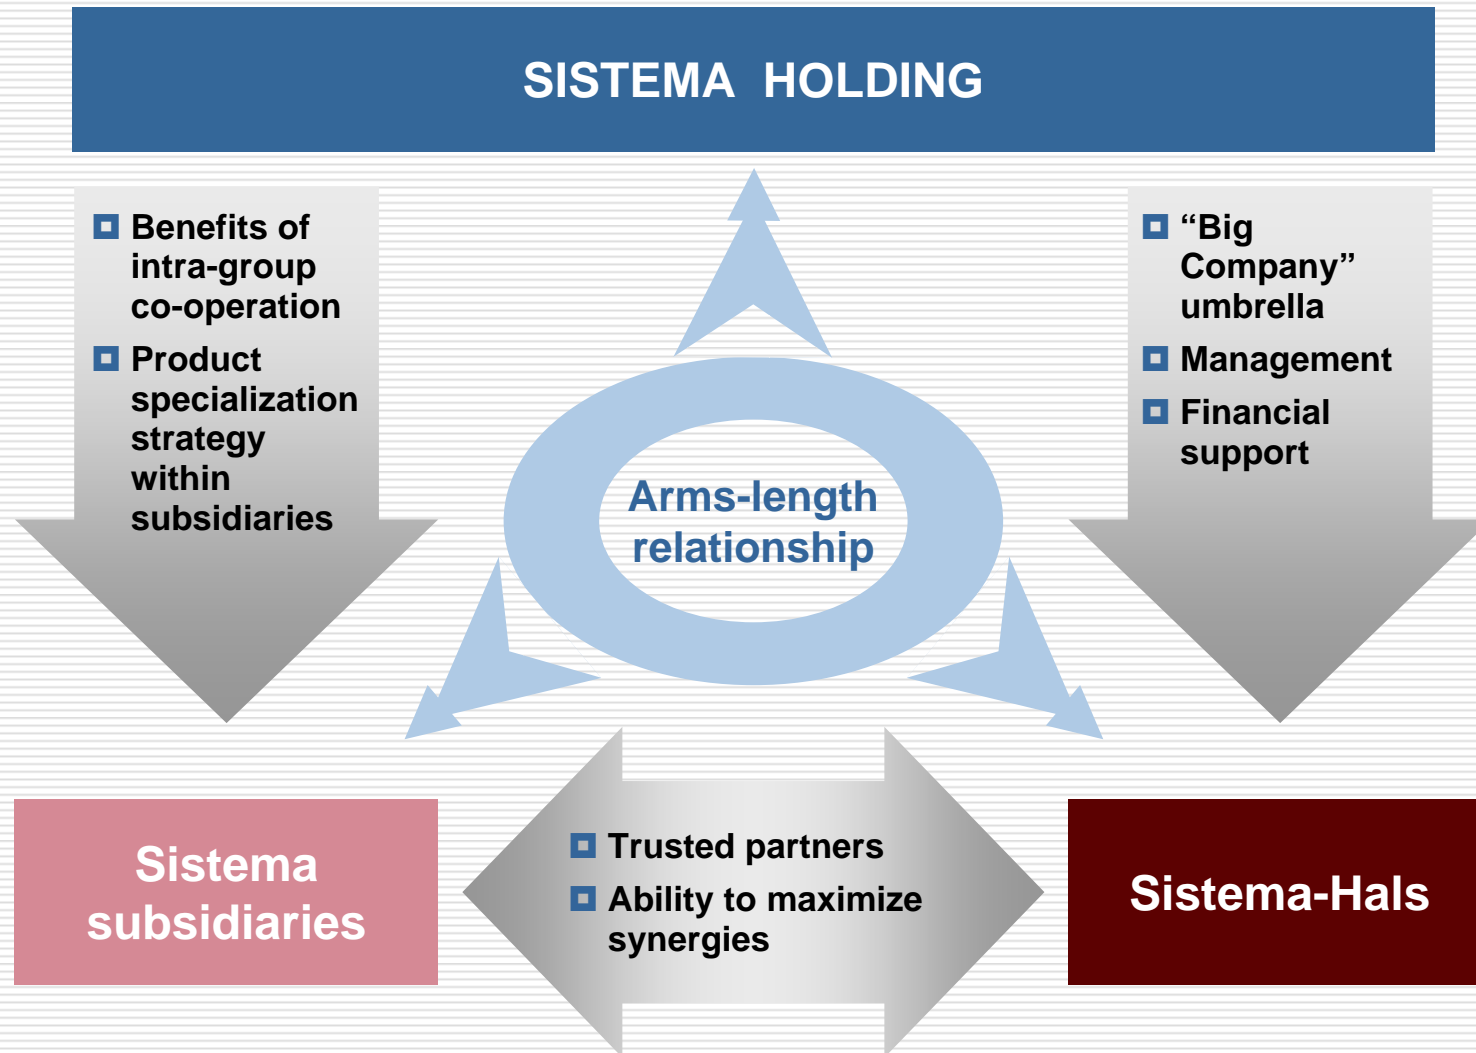 SISTEMA HOLDING
Benefits of
intra-group
co-operation
Product
specialization
strategy
within
subsidiaries
“Big
Company”
umbrella
Management
Financial
support
Arms-length
relationship
Sistema
subsidiaries
Trusted partners
Ability to maximize
synergies
Sistema-Hals